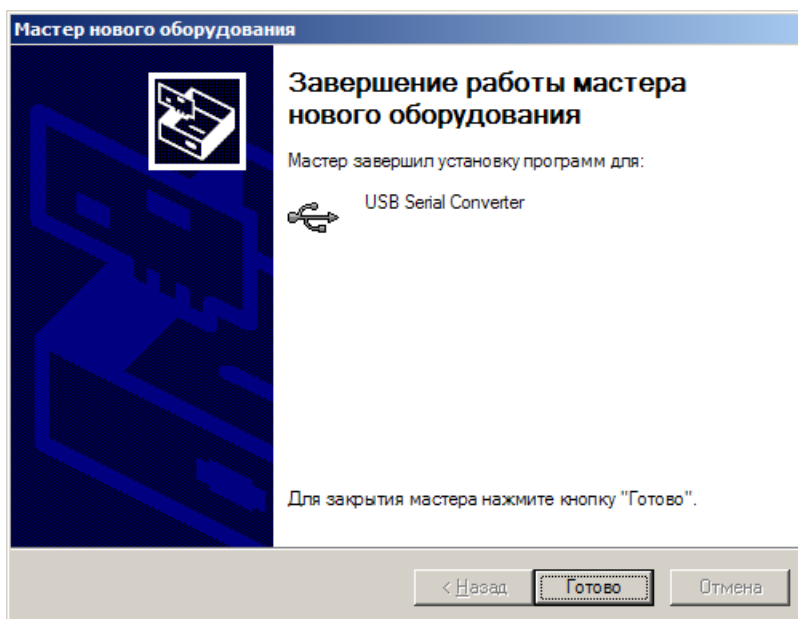 Мастер нового оборудования
Завершение работы мастера
нового оборудования
Мастер завершил установку программ для:
USB Serial Converter
Для закрытия мастера нажмите кнопку "Готово".
< Назад
Готово
Отмена